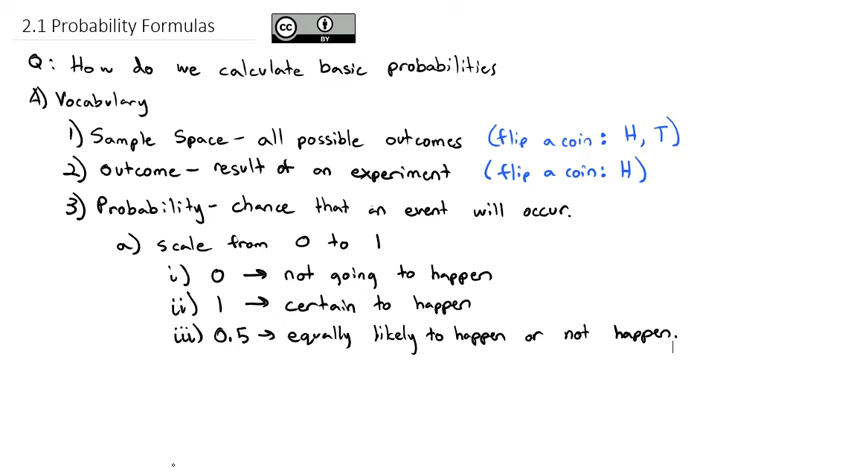 2.1 Probability Formulas
cc BY
Q: How do we calculate basic probabilities
A) Vocabulary
1) Sample Space - all possible outcomes (flip a coin: H, T)
2) Outcome - result of an experiment (flip a coin: H)
3) Probability - chance that an event will occur.
a) scale from 0 to 1
i) 0 → not going to happen
ii) 1 → certain to happen
iii) 0.5 → equally likely to happen or not happen.